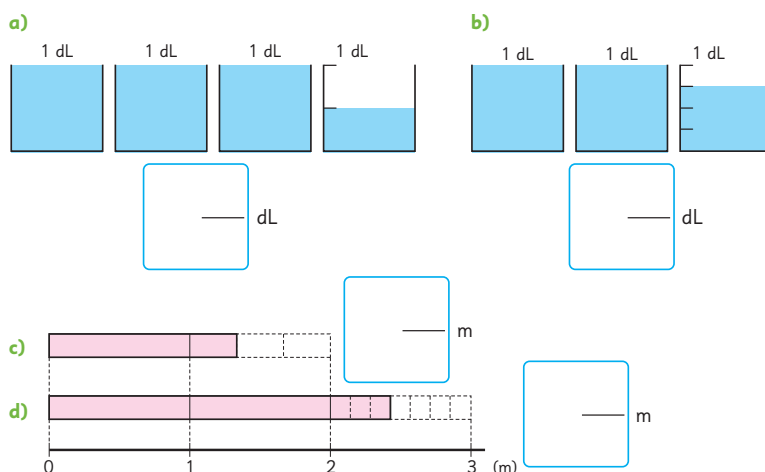 a)
1 dL 1 dL 1 dL 1 dL
dL
b)
1 dL 1 dL 1 dL
dL
c)
m
d)
m
0 1 2 3 (m)